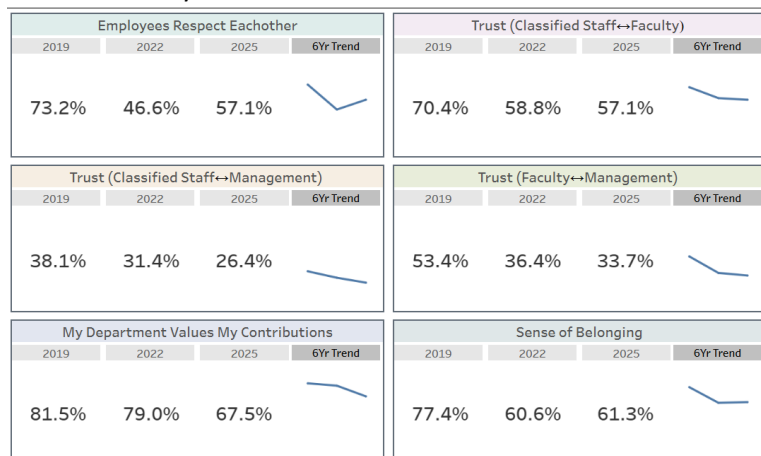 Employees Respect Eachother
2019 2022 2025 6Yr Trend
73.2% 46.6% 57.1%
Trust (Classified Staff↔Faculty)
2019 2022 2025 6Yr Trend
70.4% 58.8% 57.1%
Trust (Classified Staff↔Management)
2019 2022 2025 6Yr Trend
38.1% 31.4% 26.4%
Trust (Faculty↔Management)
2019 2022 2025 6Yr Trend
53.4% 36.4% 33.7%
My Department Values My Contributions
2019 2022 2025 6Yr Trend
81.5% 79.0% 67.5%
Sense of Belonging
2019 2022 2025 6Yr Trend
77.4% 60.6% 61.3%